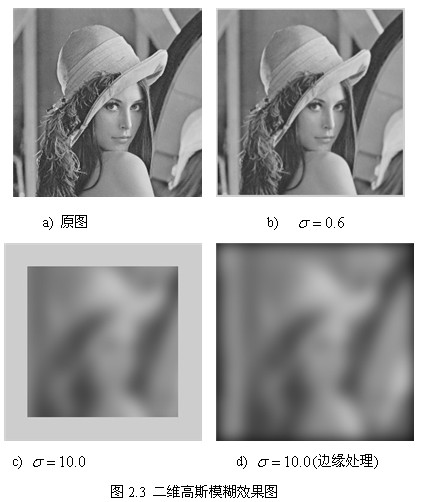 a) 原图
b) σ = 0.6
c) σ = 10.0
d) σ = 10.0(边缘处理)
图 2.3 二维高斯模糊效果图